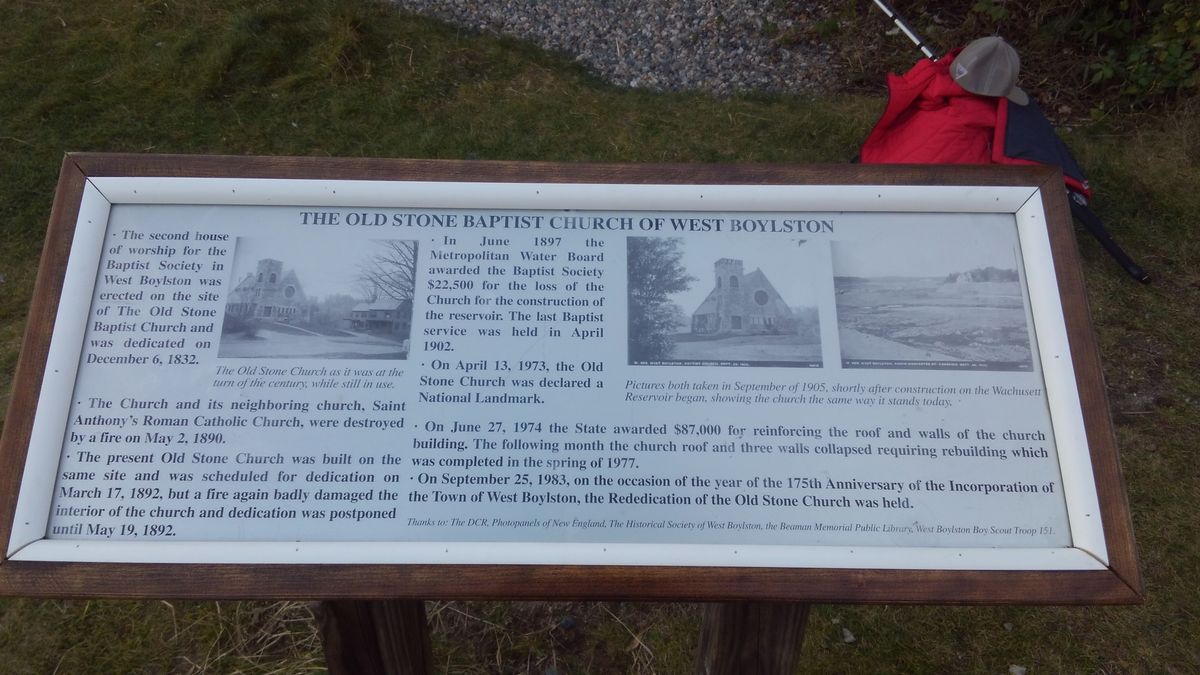 THE OLD STONE BAPTIST CHURCH OF WEST BOYLSTON
· The second house
of worship for the
Baptist Society in
West Boylston was
erected on the site
of The Old Stone
Baptist Church and
was dedicated on
December 6, 1832.
The Old Stone Church as it was at the
turn of the century, while still in use.
· The Church and its neighboring church, Saint
Anthony's Roman Catholic Church, were destroyed
by a fire on May 2, 1890.
· The present Old Stone Church was built on the
same site and was scheduled for dedication on
March 17, 1892, but a fire again badly damaged the
interior of the church and dedication was postponed
until May 19, 1892.
· In June 1897 the
Metropolitan Water Board
awarded the Baptist Society
$22,500 for the loss of the
Church for the construction of
the reservoir. The last Baptist
service was held in April
1902.
· On April 13, 1973, the Old
Stone Church was declared a
National Landmark.
Pictures both taken in September of 1905, shortly after construction on the Wachusett
Reservoir began, showing the church the same way it stands today.
· On June 27, 1974 the State awarded $87,000 for reinforcing the roof and walls of the church
building. The following month the church roof and three walls collapsed requiring rebuilding which
was completed in the spring of 1977.
· On September 25, 1983, on the occasion of the year of the 175th Anniversary of the Incorporation of
the Town of West Boylston, the Rededication of the Old Stone Church was held.
Thanks to: The DCR, Photopanels of New England, The Historical Society of West Boylston, the Beaman Memorial Public Library, West Boylston Boy Scout Troop 151.